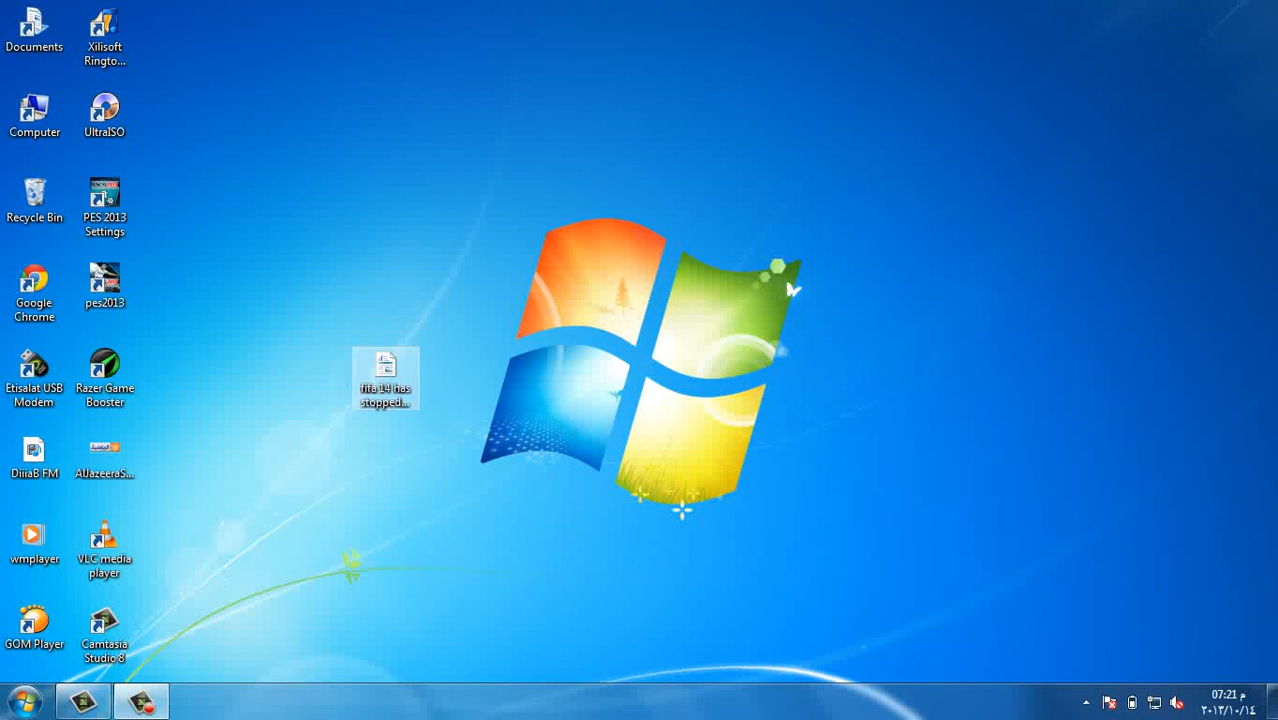 Documents
Xilisoft
Ringto...
Computer
UltraISO
Recycle Bin
PES 2013
Settings
Google
Chrome
pes2013
fifa 14 has
stopped...
Etisalat USB
Modem
Razer Game
Booster
DiiiaB FM
AlJazeeraS...
wmplayer
VLC media
player
GOM Player
Camtasia
Studio 8
07:21 م
٢٠١٣/١٠/١٤